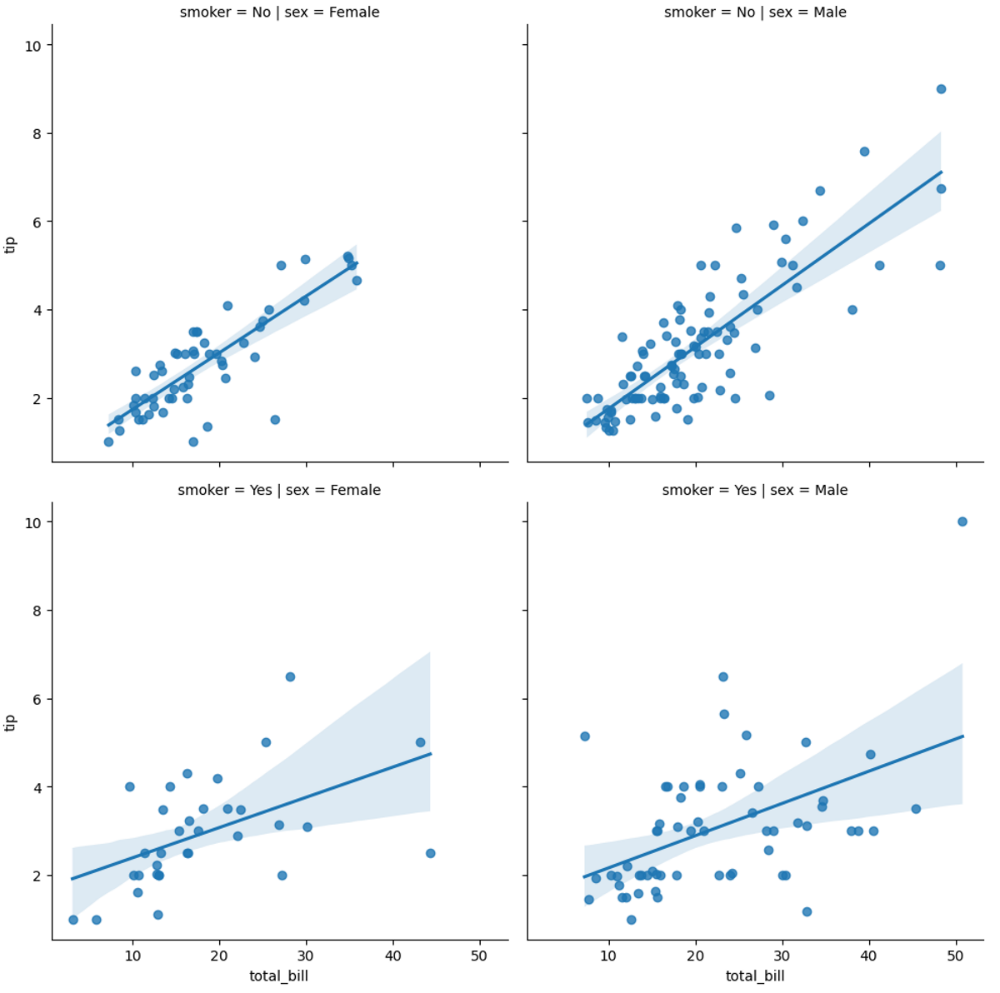 smoker = No | sex = Female
smoker = No | sex = Male
10
8
6
4
2
tip
smoker = Yes | sex = Female
smoker = Yes | sex = Male
10
8
6
4
2
tip
10 20 30 40 50
10 20 30 40 50
total_bill
total_bill